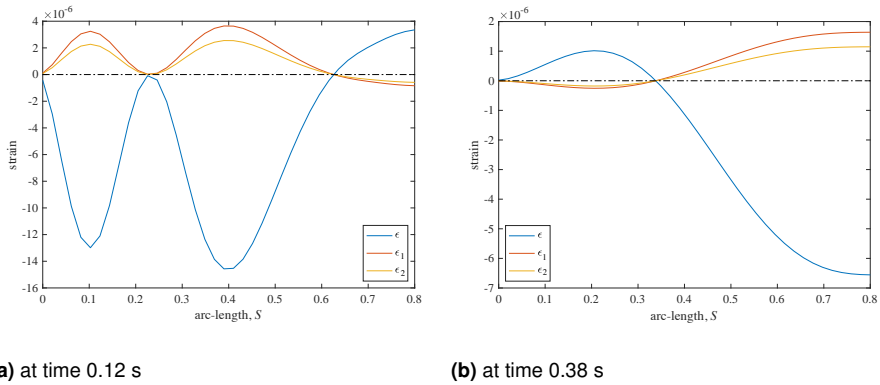 ×10⁻⁶
4
2
0
-2
-4
-6
-8
-10
-12
-14
-16
strain
0 0.1 0.2 0.3 0.4 0.5 0.6 0.7 0.8
arc-length, S
ϵ
ϵ₁
ϵ₂
a) at time 0.12 s
×10⁻⁶
2
1
0
-1
-2
-3
-4
-5
-6
-7
strain
0 0.1 0.2 0.3 0.4 0.5 0.6 0.7 0.8
arc-length, S
ϵ
ϵ₁
ϵ₂
(b) at time 0.38 s